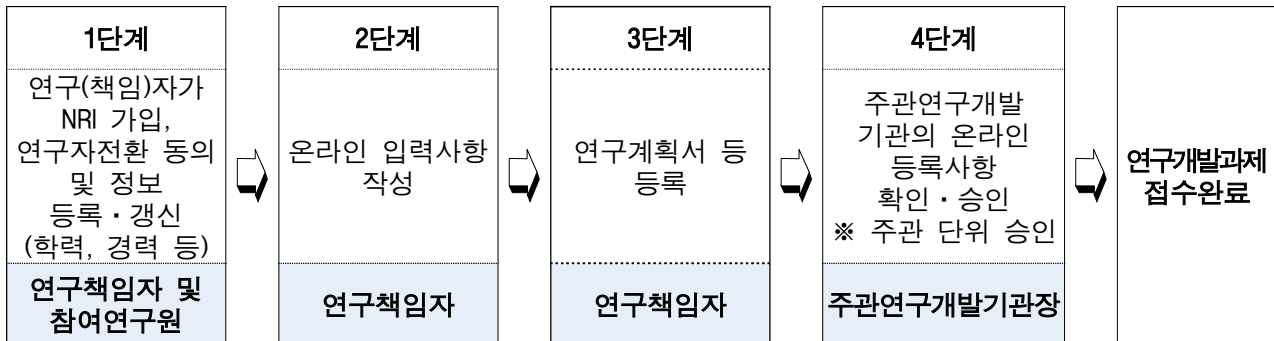 1단계
연구(책임)자가
NRI 가입,
연구자전환 동의
및 정보
등록・갱신
(학력, 경력 등)
연구책임자 및
참여연구원
2단계
온라인 입력사항
작성
연구책임자
3단계
연구계획서 등
등록
연구책임자
4단계
주관연구개발
기관의 온라인
등록사항
확인・승인
※ 주관 단위 승인
주관연구개발기관장
연구개발과제
접수완료